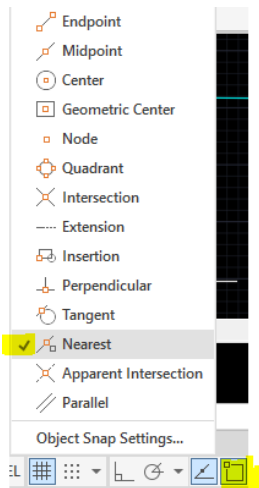 Endpoint
Midpoint
Center
Geometric Center
Node
Quadrant
Intersection
Extension
Insertion
Perpendicular
Tangent
Nearest
Apparent Intersection
Parallel
Object Snap Settings...
EL